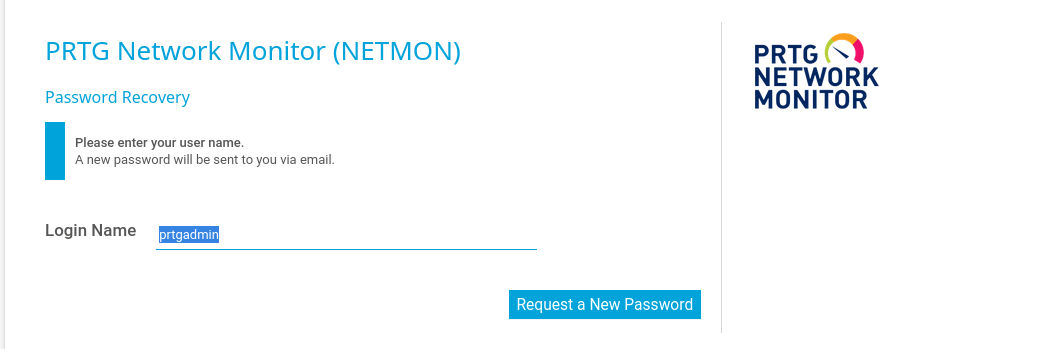 PRTG Network Monitor (NETMON)
Password Recovery
Please enter your user name.
A new password will be sent to you via email.
Login Name prtgadmin
Request a New Password
PRTG
NETWORK
MONITOR